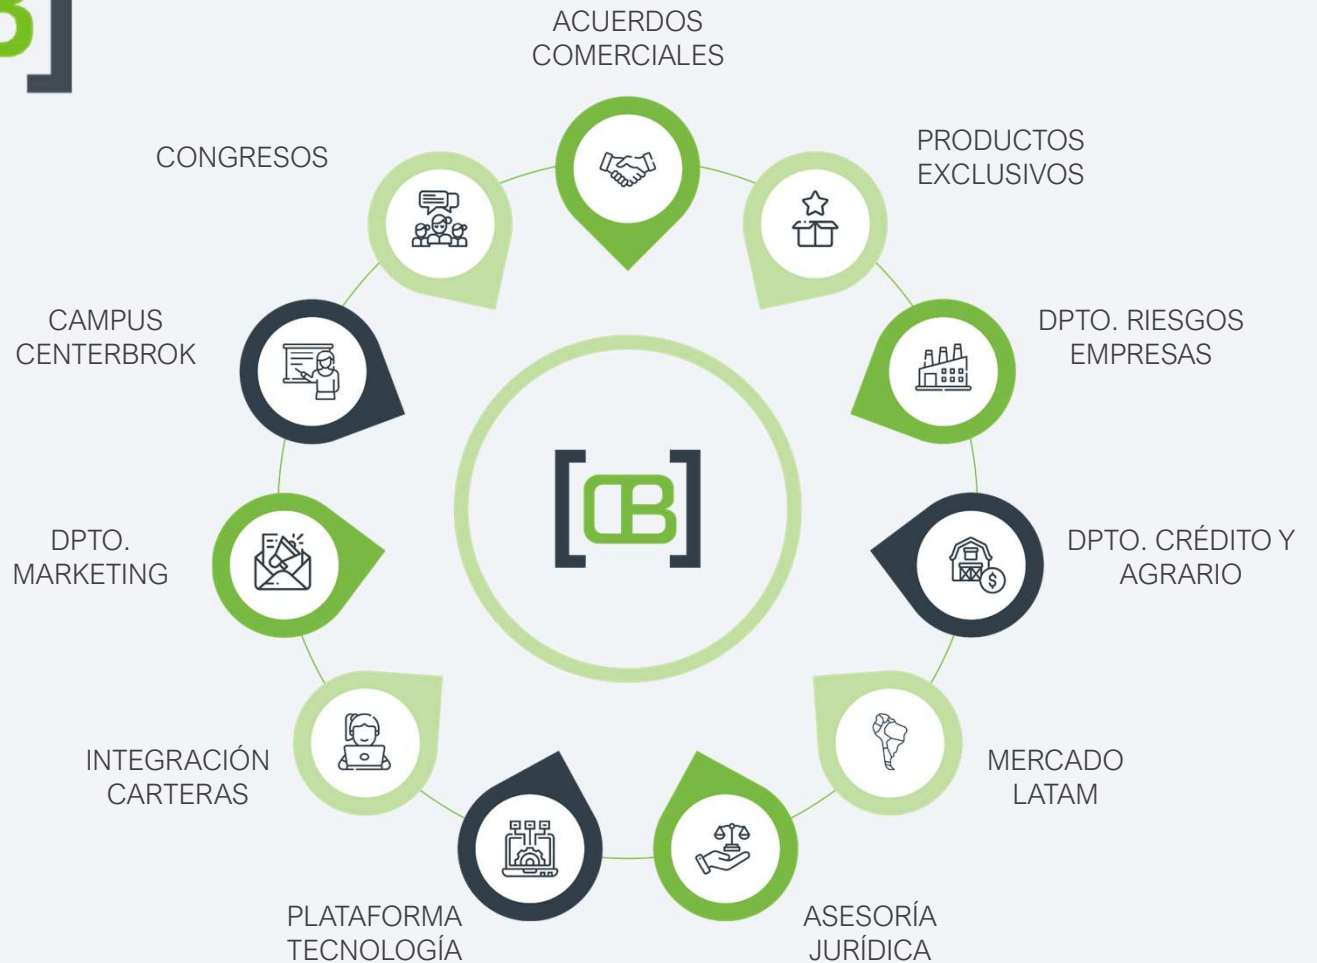 B]
ACUERDOS
COMERCIALES
PRODUCTOS
EXCLUSIVOS
DPTO. RIESGOS
EMPRESAS
DPTO. CRÉDITO Y
AGRARIO
MERCADO
LATAM
ASESORÍA
JURÍDICA
PLATAFORMA
TECNOLOGÍA
INTEGRACIÓN
CARTERAS
DPTO.
MARKETING
CAMPUS
CENTERBROK
CONGRESOS
[CB]
$